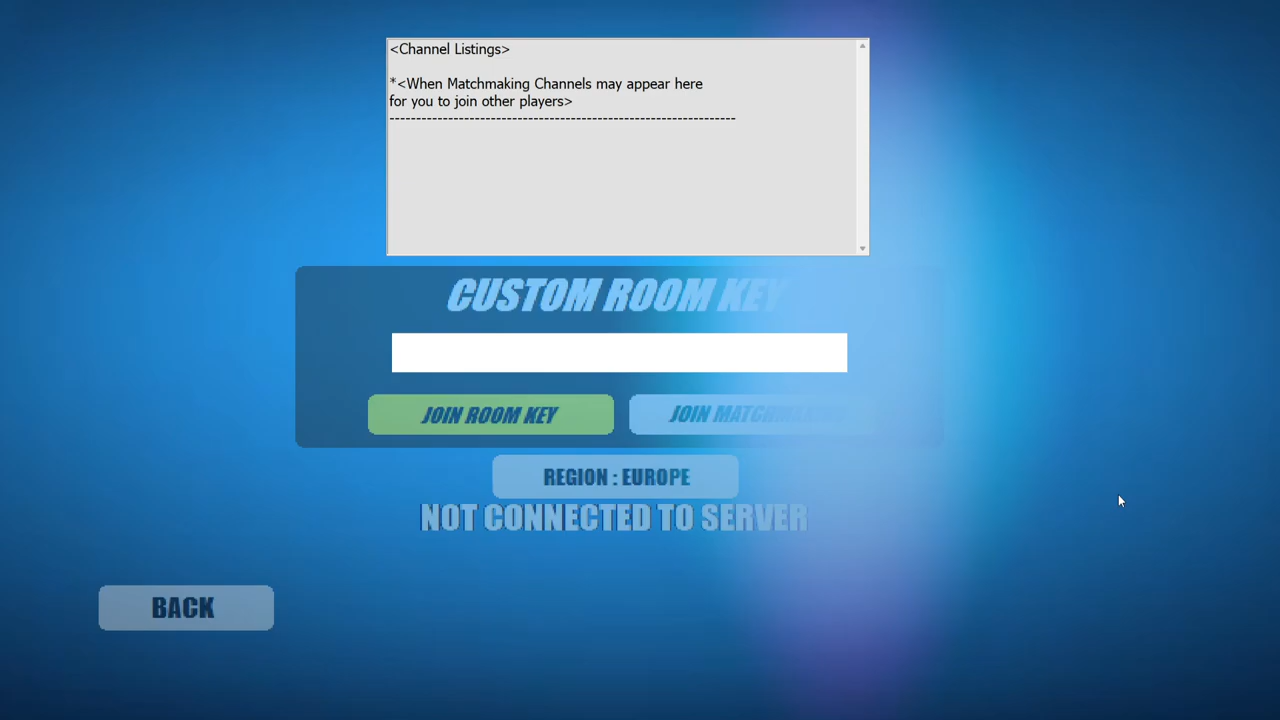 <Channel Listings>
*<When Matchmaking Channels may appear here
for you to join other players>
------------------------------------------------------------------
CUSTOM ROOM KEY
JOIN ROOM KEY
JOIN MATCHMAKING
REGION : EUROPE
NOT CONNECTED TO SERVER
BACK